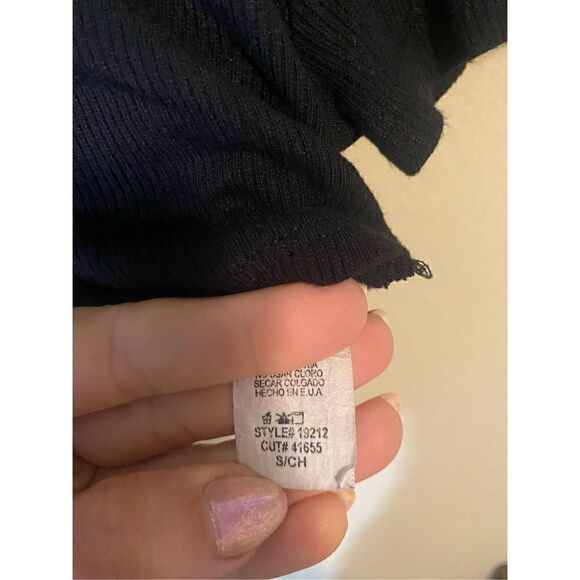 NO USAR CLORO
SECAR COLGADO
HECHO EN E.U.A.
STYLE# 19212
CUT# 41655
S/CH